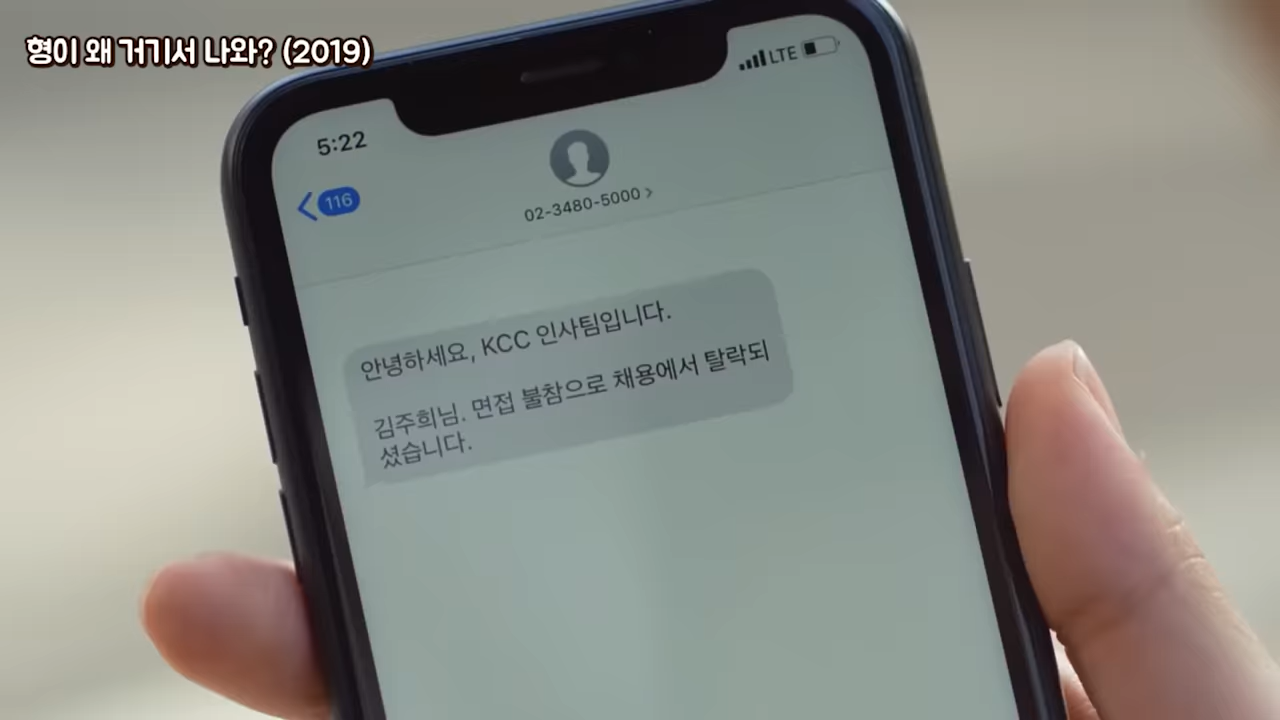 형이 왜 거기서 나와? (2019)
5:22
LTE
116
02-3480-5000 >
안녕하세요, KCC 인사팀입니다.
김주희님. 면접 불참으로 채용에서 탈락되
셨습니다.